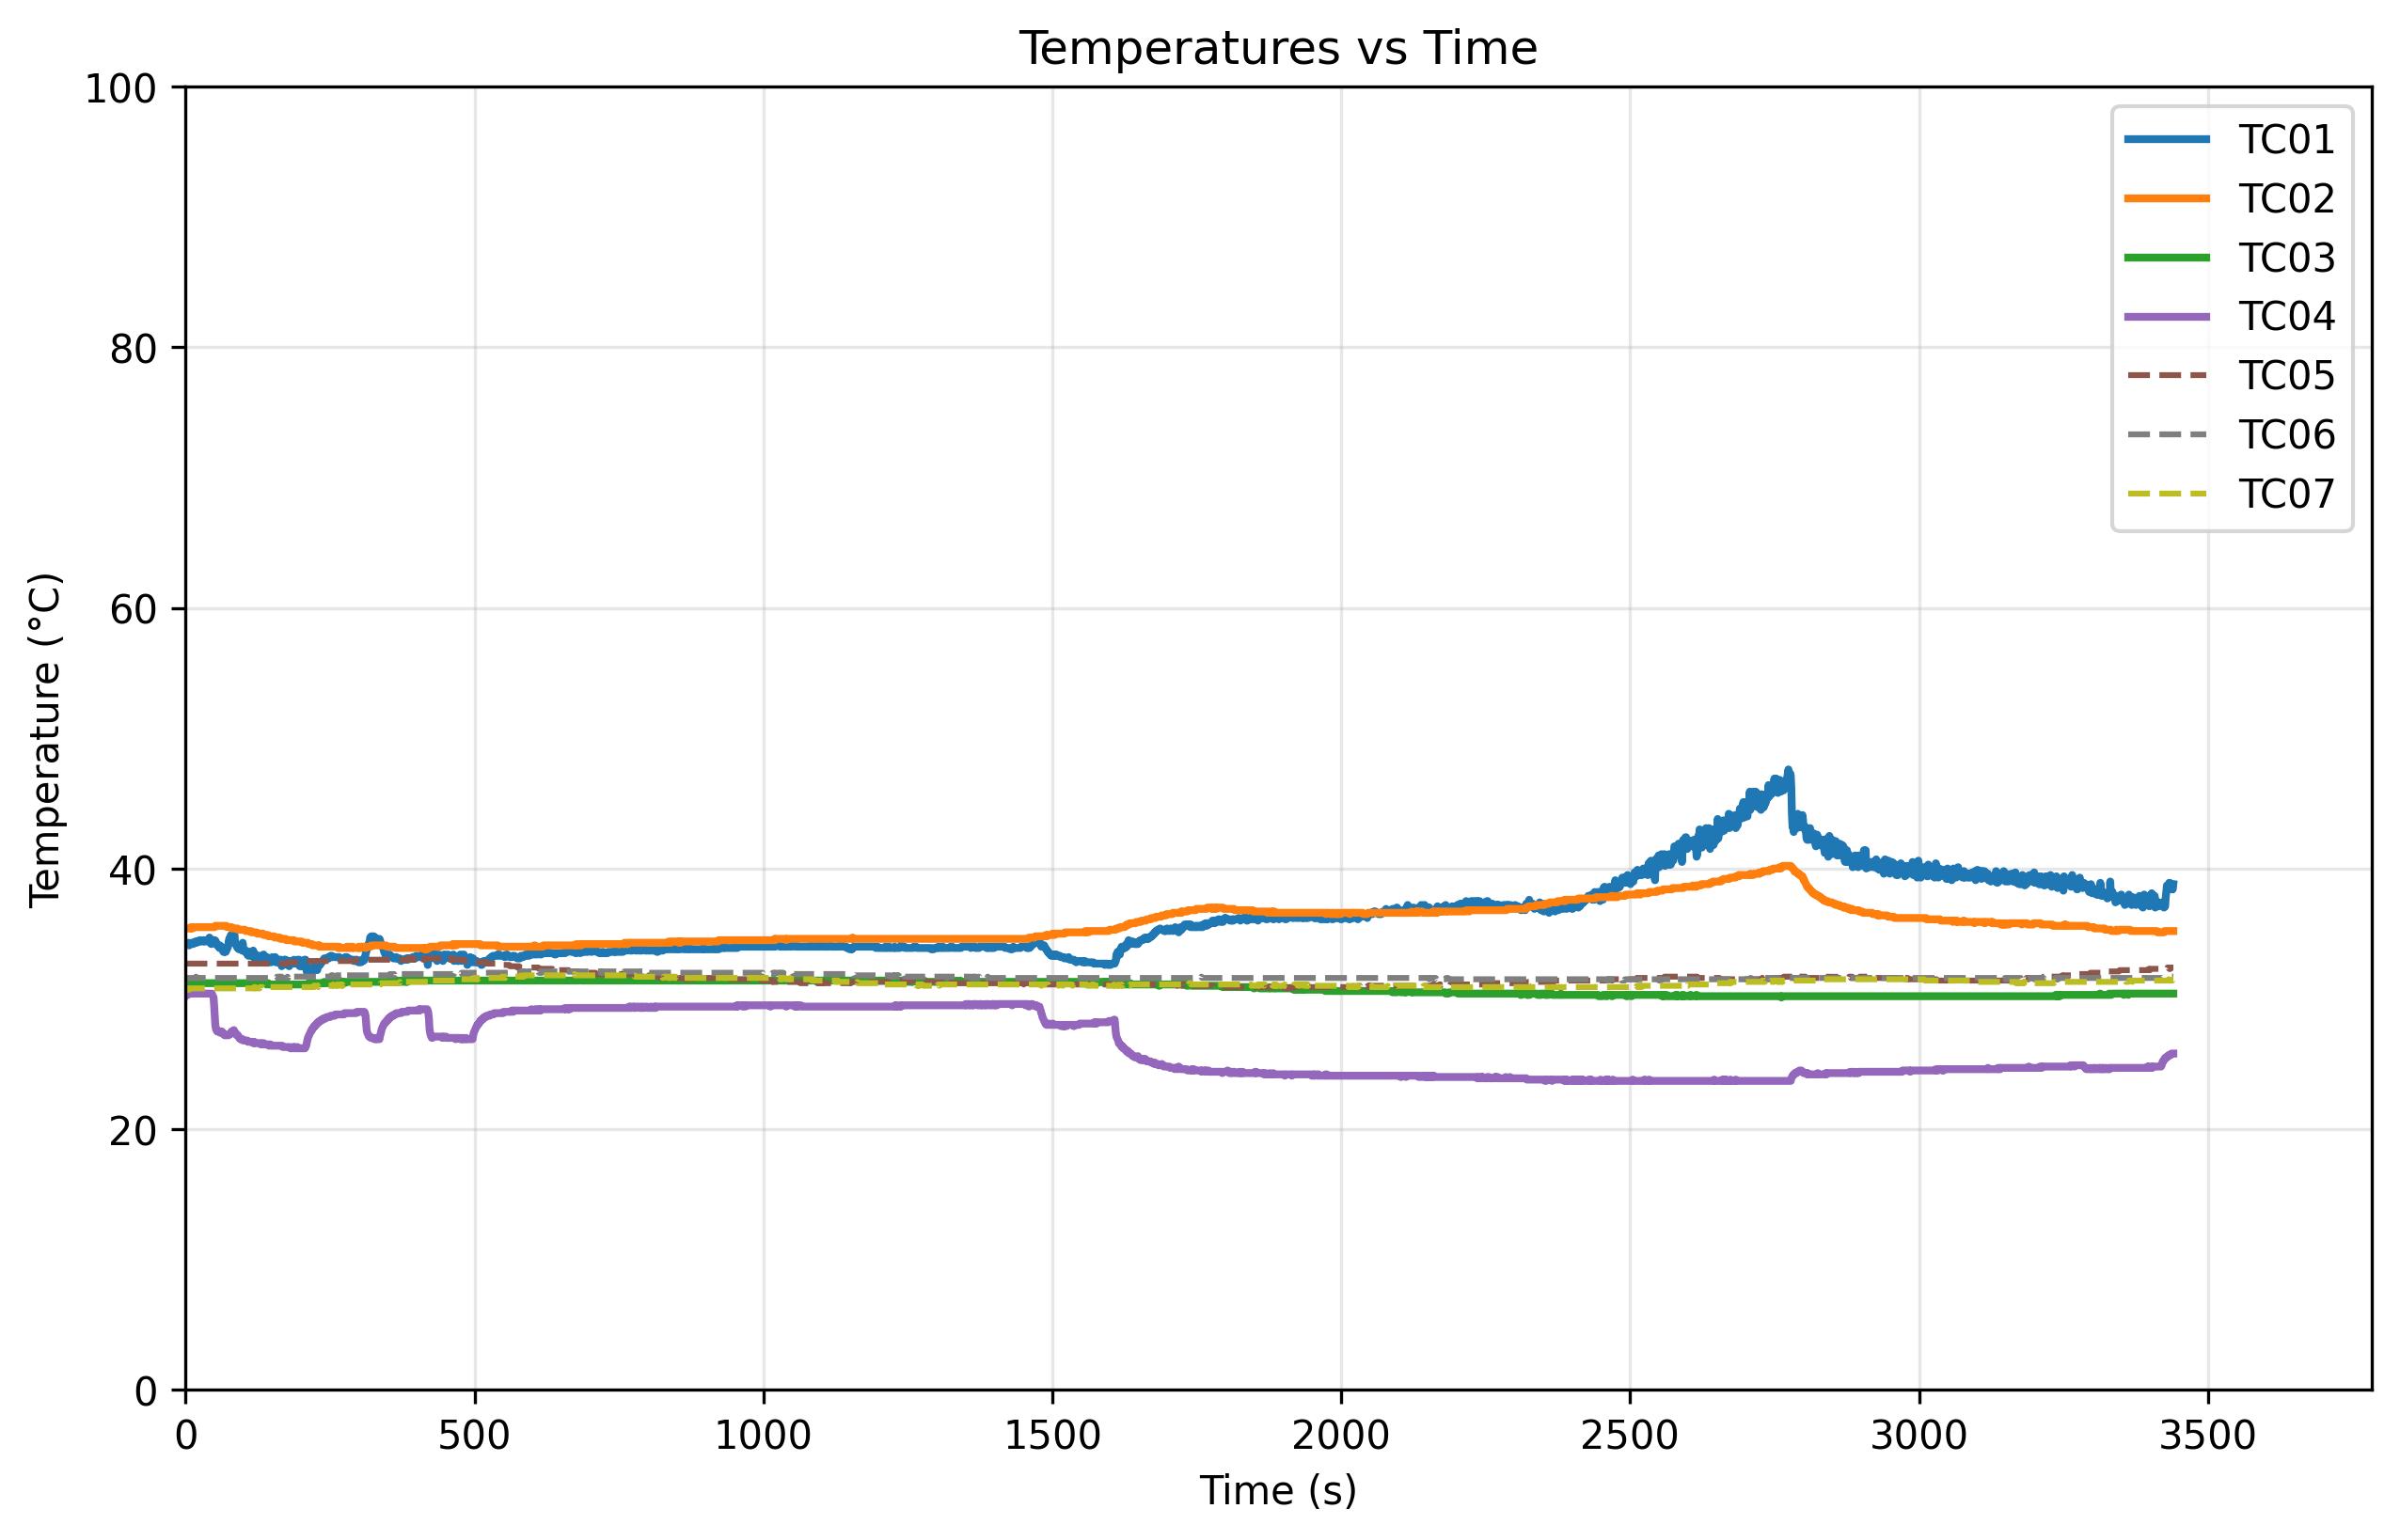 Temperatures vs Time
100
80
60
40
20
0
Temperature (°C)
0 500 1000 1500 2000 2500 3000 3500
Time (s)
TC01
TC02
TC03
TC04
TC05
TC06
TC07